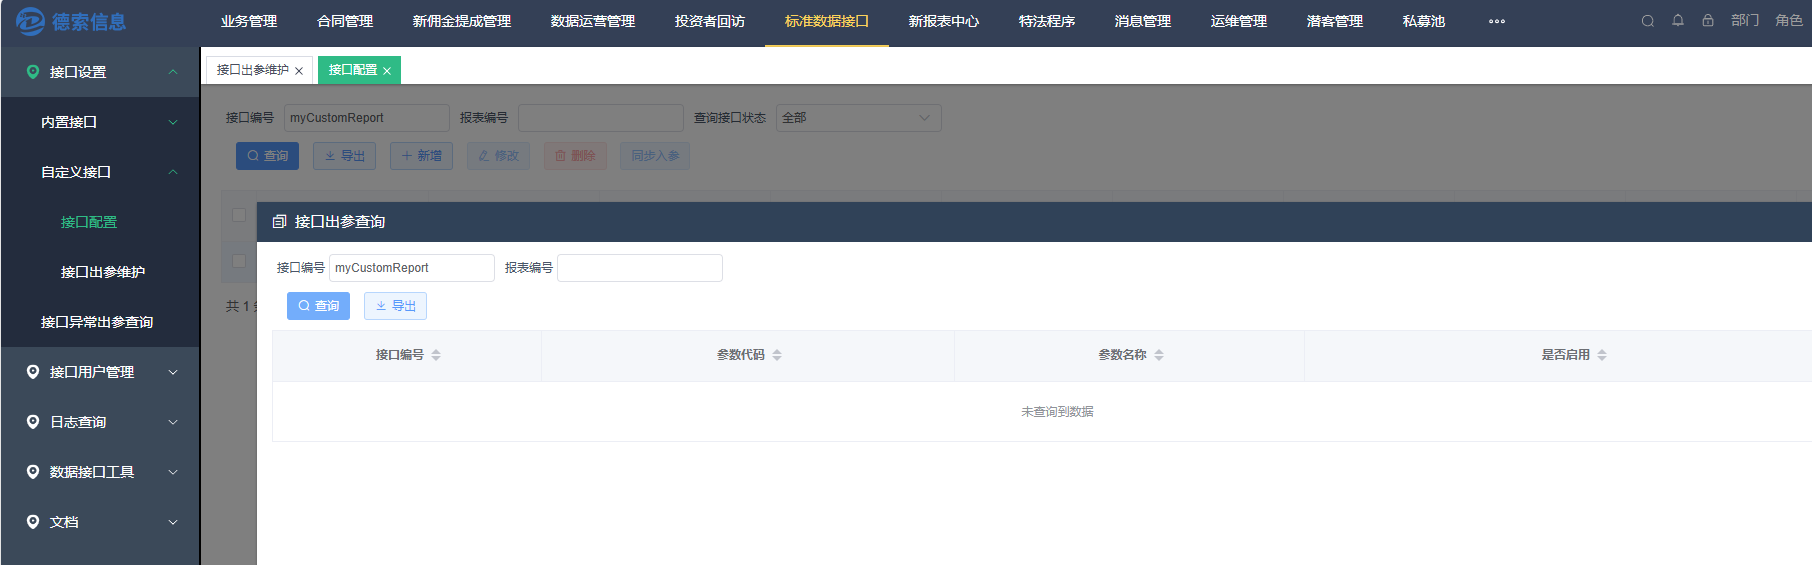 德索信息
业务管理 合同管理 新佣金提成管理 数据运营管理 投资者回访 标准数据接口 新报表中心 特法程序 消息管理 运维管理 潜客管理 私募池 部门 角色
接口设置
内置接口
自定义接口
接口配置
接口出参维护
接口异常出参查询
接口用户管理
日志查询
数据接口工具
文档
接口出参维护 接口配置
接口编号 myCustomReport 报表编号 查询接口状态 全部
查询 导出 新增 修改 删除 同步入参
共 1
接口出参查询
接口编号 myCustomReport 报表编号
查询 导出
接口编号 参数代码 参数名称 是否启用
未查询到数据